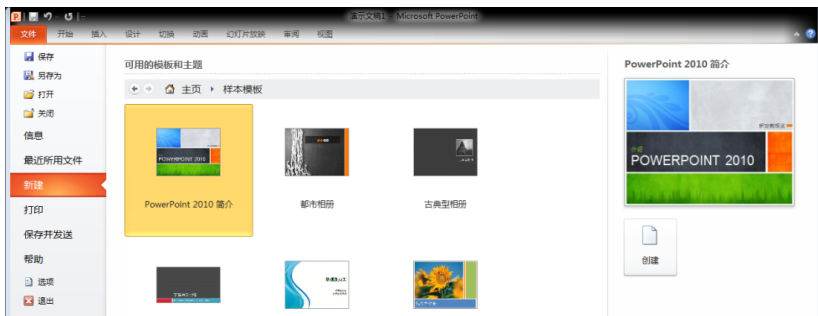 演示文稿1 - Microsoft PowerPoint
文件 开始 插入 设计 切换 动画 幻灯片放映 审阅 视图
保存
另存为
打开
关闭
信息
最近所用文件
新建
打印
保存并发送
帮助
选项
退出
可用的模板和主题
主页 样本模板
POWERPOINT 2010
PowerPoint 2010 简介
都市相册
古典型相册
PowerPoint 2010 简介
介绍
POWERPOINT 2010
创建